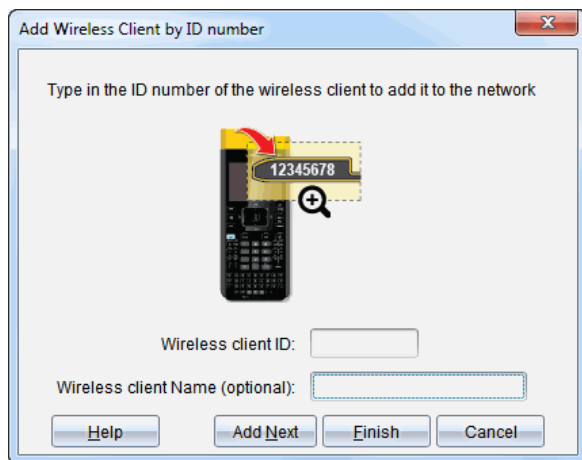 Add Wireless Client by ID number
Type in the ID number of the wireless client to add it to the network
12345678
Wireless client ID:
Wireless client Name (optional):
Help Add Next Finish Cancel